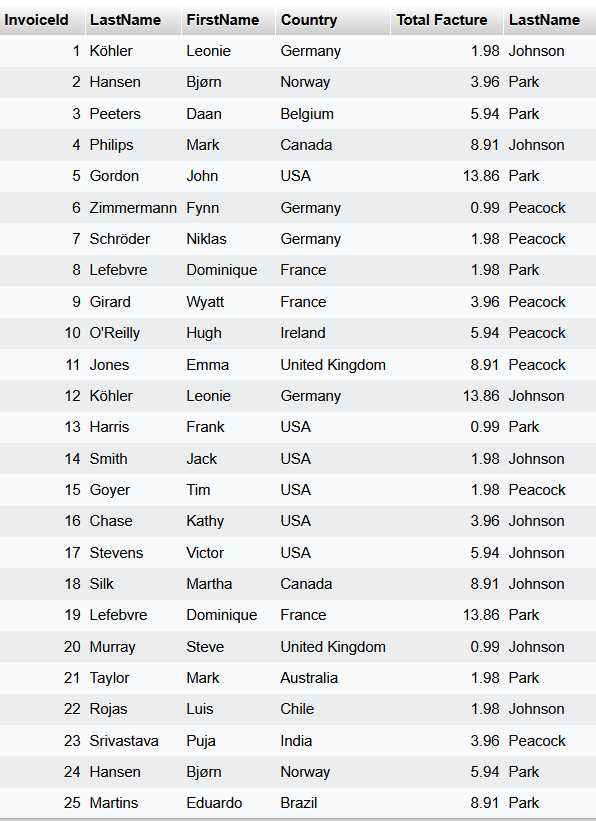 InvoiceId LastName FirstName Country Total Facture LastName
1 Köhler Leonie Germany 1.98 Johnson
2 Hansen Bjørn Norway 3.96 Park
3 Peeters Daan Belgium 5.94 Park
4 Philips Mark Canada 8.91 Johnson
5 Gordon John USA 13.86 Park
6 Zimmermann Fynn Germany 0.99 Peacock
7 Schröder Niklas Germany 1.98 Peacock
8 Lefebvre Dominique France 1.98 Park
9 Girard Wyatt France 3.96 Peacock
10 O'Reilly Hugh Ireland 5.94 Peacock
11 Jones Emma United Kingdom 8.91 Peacock
12 Köhler Leonie Germany 13.86 Johnson
13 Harris Frank USA 0.99 Park
14 Smith Jack USA 1.98 Johnson
15 Goyer Tim USA 1.98 Peacock
16 Chase Kathy USA 3.96 Johnson
17 Stevens Victor USA 5.94 Johnson
18 Silk Martha Canada 8.91 Johnson
19 Lefebvre Dominique France 13.86 Park
20 Murray Steve United Kingdom 0.99 Johnson
21 Taylor Mark Australia 1.98 Park
22 Rojas Luis Chile 1.98 Johnson
23 Srivastava Puja India 3.96 Peacock
24 Hansen Bjørn Norway 5.94 Park
25 Martins Eduardo Brazil 8.91 Park